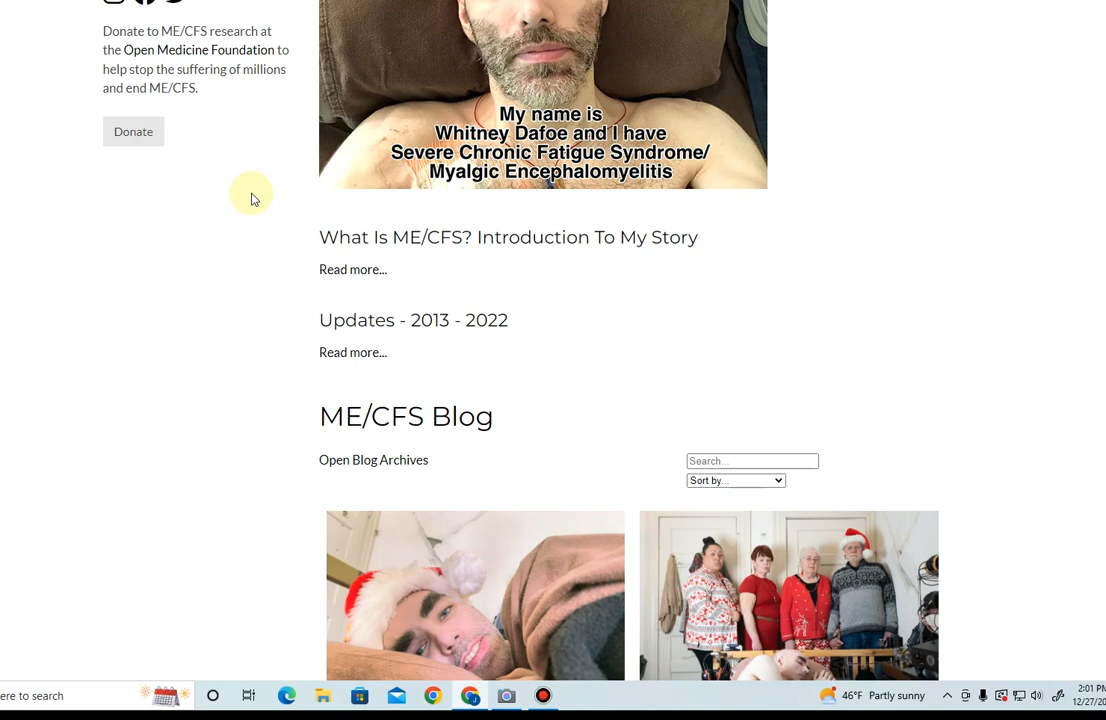 Donate to ME/CFS research at
the Open Medicine Foundation to
help stop the suffering of millions
and end ME/CFS.
Donate
My name is
Whitney Dafoe and I have
Severe Chronic Fatigue Syndrome/
Myalgic Encephalomyelitis
What Is ME/CFS? Introduction To My Story
Read more...
Updates - 2013 - 2022
Read more...
ME/CFS Blog
Open Blog Archives
Search...
Sort by...
ere to search
46°F Partly sunny
2:01 PM
12/27/20